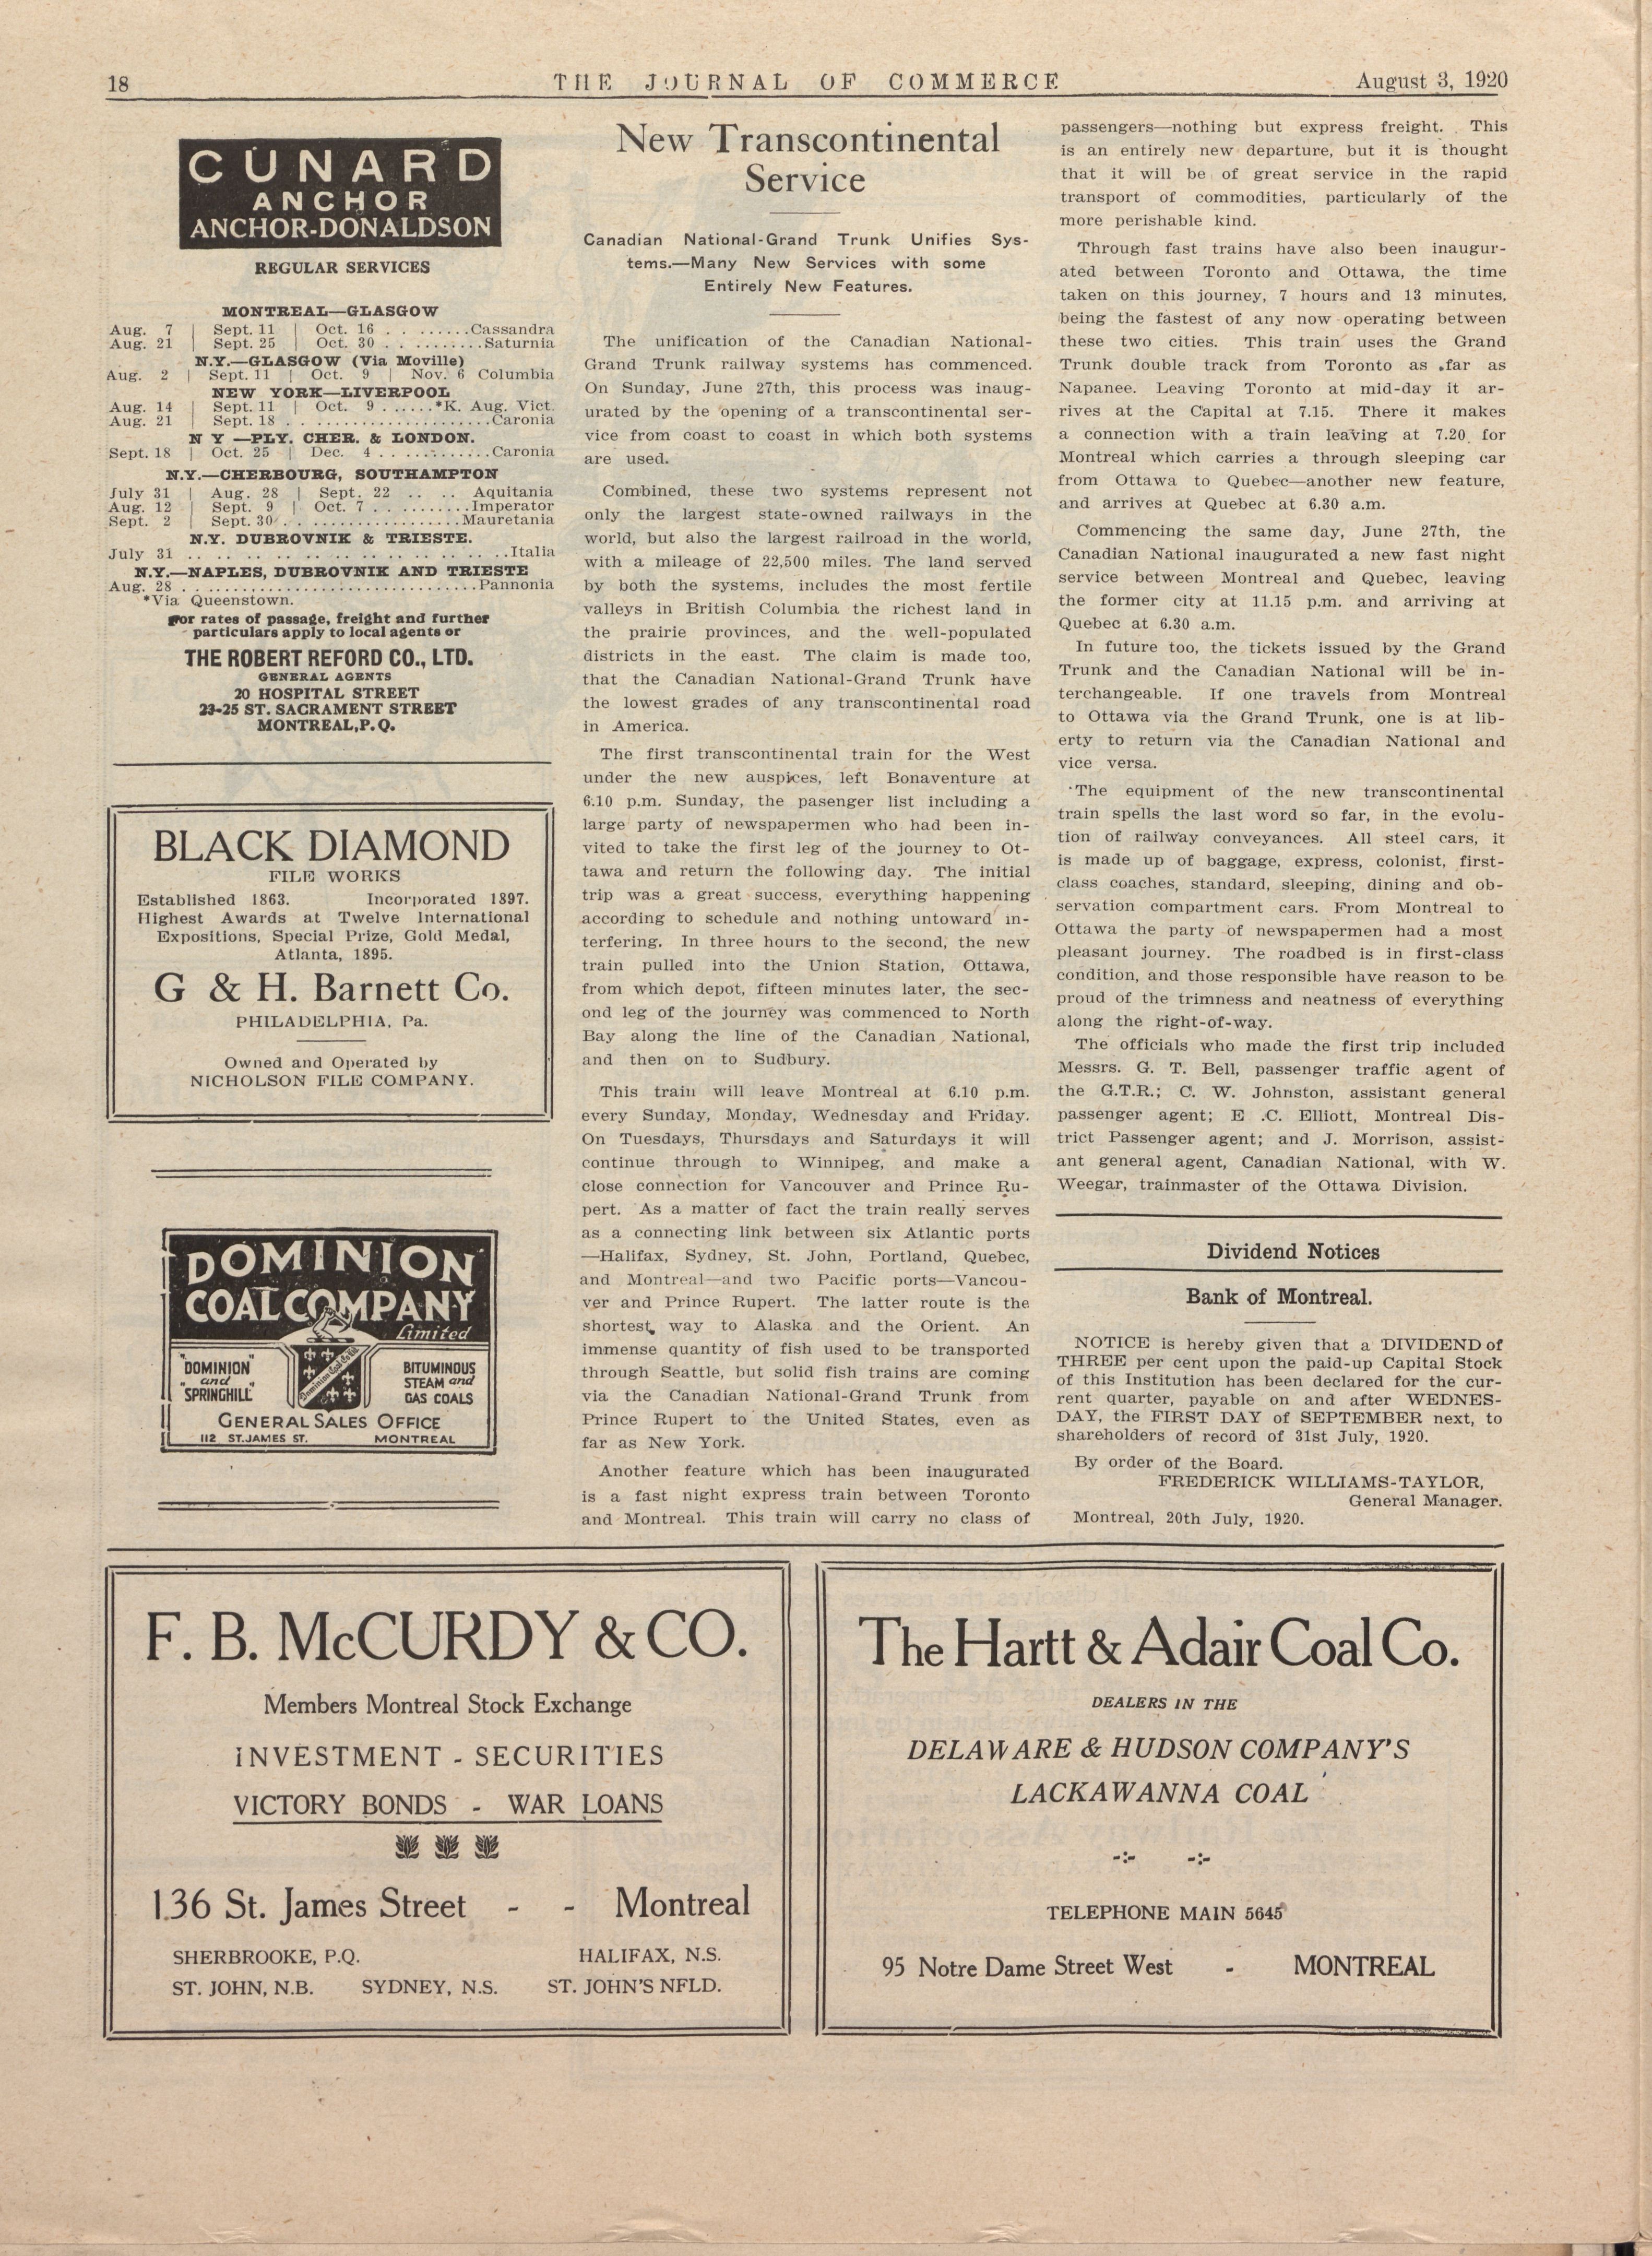 18
THE JOURNAL OF COMMERCE
August 3, 1920
CUNARD
ANCHOR
ANCHOR-DONALDSON
REGULAR SERVICES
MONTREAL—GLASGOW
Aug. 7 | Sept. 11 | Oct. 16 . . ........Cassandra
Aug. 21 | Sept. 25 | Oct. 30 . . .........Saturnia
N.Y.—GLASGOW (Via Moville)
Aug. 2 | Sept. 11 | Oct. 9 | Nov. 6 Columbia
NEW YORK—LIVERPOOL
Aug. 14 | Sept. 11 | Oct. 9 ......*K. Aug. Vict.
Aug. 21 | Sept. 18 . . ....................Caronia
N Y —PLY. CHER. & LONDON.
Sept. 18 | Oct. 25 | Dec. 4 . ...........Caronia
N.Y.—CHERBOURG, SOUTHAMPTON
July 31 | Aug. 28 | Sept. 22 .. .. Aquitania
Aug. 12 | Sept. 9 | Oct. 7 . .........Imperator
Sept. 2 | Sept. 30 . .................Mauretania
N.Y. DUBROVNIK & TRIESTE.
July 31 .. .. .. .. .. .. .. .. .. .. ..Italia
N.Y.—NAPLES, DUBROVNIK AND TRIESTE
Aug. 28 . ..............................Pannonia
*Via Queenstown.
For rates of passage, freight and further
particulars apply to local agents or
THE ROBERT REFORD CO., LTD.
GENERAL AGENTS
20 HOSPITAL STREET
23-25 ST. SACRAMENT STREET
MONTREAL, P. Q.
BLACK DIAMOND
FILE WORKS
Established 1863. Incorporated 1897.
Highest Awards at Twelve International
Expositions, Special Prize, Gold Medal,
Atlanta, 1895.
G & H. Barnett Co.
PHILADELPHIA, Pa.
Owned and Operated by
NICHOLSON FILE COMPANY.
DOMINION
COAL COMPANY
Limited
"DOMINION"
and
"SPRINGHILL"
Dominion Coal Co Ltd
BITUMINOUS
STEAM and
GAS COALS
GENERAL SALES OFFICE
112 ST. JAMES ST. MONTREAL
New Transcontinental
Service
Canadian National-Grand Trunk Unifies Sys-
tems.—Many New Services with some
Entirely New Features.
The unification of the Canadian National-
Grand Trunk railway systems has commenced.
On Sunday, June 27th, this process was inaug-
urated by the opening of a transcontinental ser-
vice from coast to coast in which both systems
are used.
Combined, these two systems represent not
only the largest state-owned railways in the
world, but also the largest railroad in the world,
with a mileage of 22,500 miles. The land served
by both the systems, includes the most fertile
valleys in British Columbia the richest land in
the prairie provinces, and the well-populated
districts in the east. The claim is made too,
that the Canadian National-Grand Trunk have
the lowest grades of any transcontinental road
in America.
The first transcontinental train for the West
under the new auspices, left Bonaventure at
6.10 p.m. Sunday, the pasenger list including a
large party of newspapermen who had been in-
vited to take the first leg of the journey to Ot-
tawa and return the following day. The initial
trip was a great success, everything happening
according to schedule and nothing untoward in-
terfering. In three hours to the second, the new
train pulled into the Union Station, Ottawa,
from which depot, fifteen minutes later, the sec-
ond leg of the journey was commenced to North
Bay along the line of the Canadian National,
and then on to Sudbury.
This train will leave Montreal at 6.10 p.m.
every Sunday, Monday, Wednesday and Friday.
On Tuesdays, Thursdays and Saturdays it will
continue through to Winnipeg, and make a
close connection for Vancouver and Prince Ru-
pert. As a matter of fact the train really serves
as a connecting link between six Atlantic ports
—Halifax, Sydney, St. John, Portland, Quebec,
and Montreal—and two Pacific ports—Vancou-
ver and Prince Rupert. The latter route is the
shortest way to Alaska and the Orient. An
immense quantity of fish used to be transported
through Seattle, but solid fish trains are coming
via the Canadian National-Grand Trunk from
Prince Rupert to the United States, even as
far as New York.
Another feature which has been inaugurated
is a fast night express train between Toronto
and Montreal. This train will carry no class of
passengers—nothing but express freight. This
is an entirely new departure, but it is thought
that it will be of great service in the rapid
transport of commodities, particularly of the
more perishable kind.
Through fast trains have also been inaugur-
ated between Toronto and Ottawa, the time
taken on this journey, 7 hours and 13 minutes,
being the fastest of any now operating between
these two cities. This train uses the Grand
Trunk double track from Toronto as far as
Napanee. Leaving Toronto at mid-day it ar-
rives at the Capital at 7.15. There it makes
a connection with a train leaving at 7.20 for
Montreal which carries a through sleeping car
from Ottawa to Quebec—another new feature,
and arrives at Quebec at 6.30 a.m.
Commencing the same day, June 27th, the
Canadian National inaugurated a new fast night
service between Montreal and Quebec, leaving
the former city at 11.15 p.m. and arriving at
Quebec at 6.30 a.m.
In future too, the tickets issued by the Grand
Trunk and the Canadian National will be in-
terchangeable. If one travels from Montreal
to Ottawa via the Grand Trunk, one is at lib-
erty to return via the Canadian National and
vice versa.
The equipment of the new transcontinental
train spells the last word so far, in the evolu-
tion of railway conveyances. All steel cars, it
is made up of baggage, express, colonist, first-
class coaches, standard, sleeping, dining and ob-
servation compartment cars. From Montreal to
Ottawa the party of newspapermen had a most
pleasant journey. The roadbed is in first-class
condition, and those responsible have reason to be
proud of the trimness and neatness of everything
along the right-of-way.
The officials who made the first trip included
Messrs. G. T. Bell, passenger traffic agent of
the G.T.R.; C. W. Johnston, assistant general
passenger agent; E .C. Elliott, Montreal Dis-
trict Passenger agent; and J. Morrison, assist-
ant general agent, Canadian National, with W.
Weegar, trainmaster of the Ottawa Division.
Dividend Notices
Bank of Montreal.
NOTICE is hereby given that a DIVIDEND of
THREE per cent upon the paid-up Capital Stock
of this Institution has been declared for the cur-
rent quarter, payable on and after WEDNES-
DAY, the FIRST DAY of SEPTEMBER next, to
shareholders of record of 31st July, 1920.
By order of the Board.
FREDERICK WILLIAMS-TAYLOR,
General Manager.
Montreal, 20th July, 1920.
F. B. McCURDY & CO.
Members Montreal Stock Exchange
INVESTMENT - SECURITIES
VICTORY BONDS - WAR LOANS
136 St. James Street - - Montreal
SHERBROOKE, P.Q. HALIFAX, N.S.
ST. JOHN, N.B. SYDNEY, N.S. ST. JOHN'S NFLD.
The Hartt & Adair Coal Co.
DEALERS IN THE
DELAWARE & HUDSON COMPANY'S
LACKAWANNA COAL
-:- -:-
TELEPHONE MAIN 5645
95 Notre Dame Street West - MONTREAL